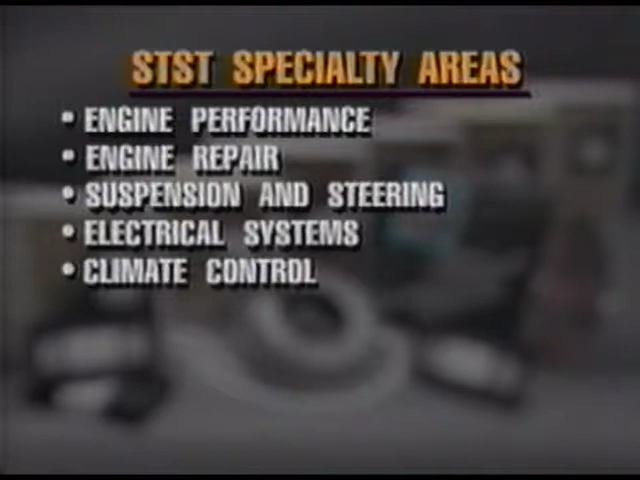 STST SPECIALTY AREAS
• ENGINE PERFORMANCE
• ENGINE REPAIR
• SUSPENSION AND STEERING
• ELECTRICAL SYSTEMS
• CLIMATE CONTROL